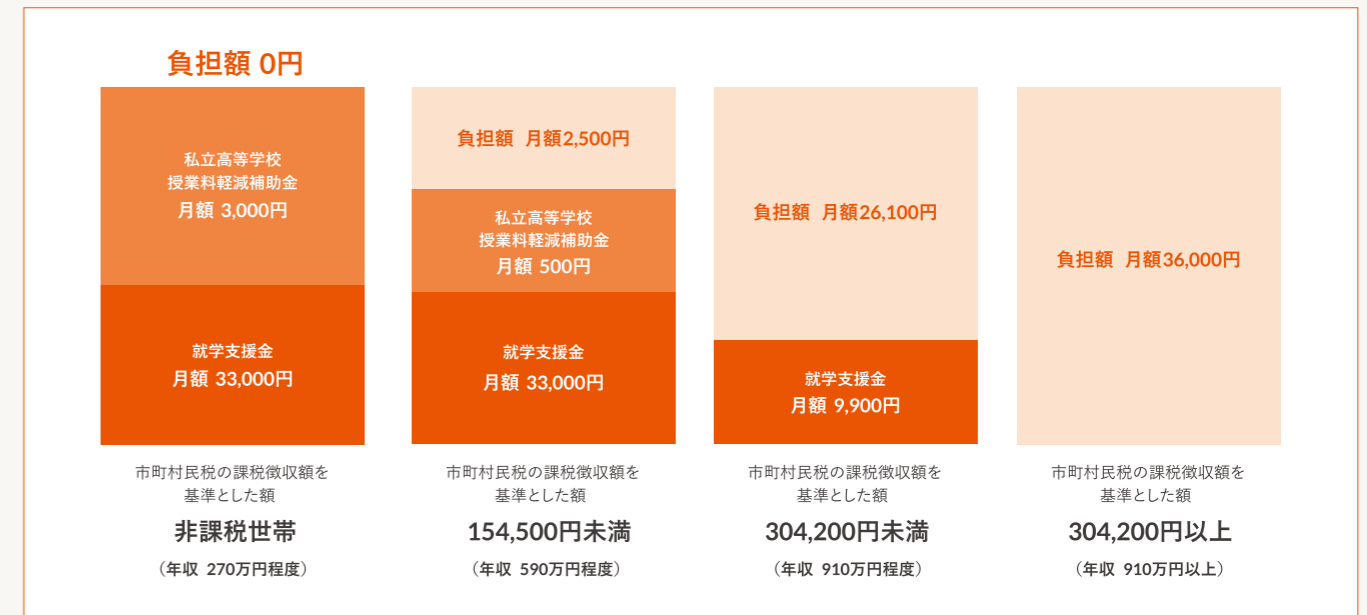 負担額 0円
私立高等学校
授業料軽減補助金
月額 3,000円
就学支援金
月額 33,000円
市町村民税の課税徴収額を
基準とした額
非課税世帯
（年収 270万円程度）
負担額 月額2,500円
私立高等学校
授業料軽減補助金
月額 500円
就学支援金
月額 33,000円
市町村民税の課税徴収額を
基準とした額
154,500円未満
（年収 590万円程度）
負担額 月額26,100円
就学支援金
月額 9,900円
市町村民税の課税徴収額を
基準とした額
304,200円未満
（年収 910万円程度）
負担額 月額36,000円
市町村民税の課税徴収額を
基準とした額
304,200円以上
（年収 910万円以上）